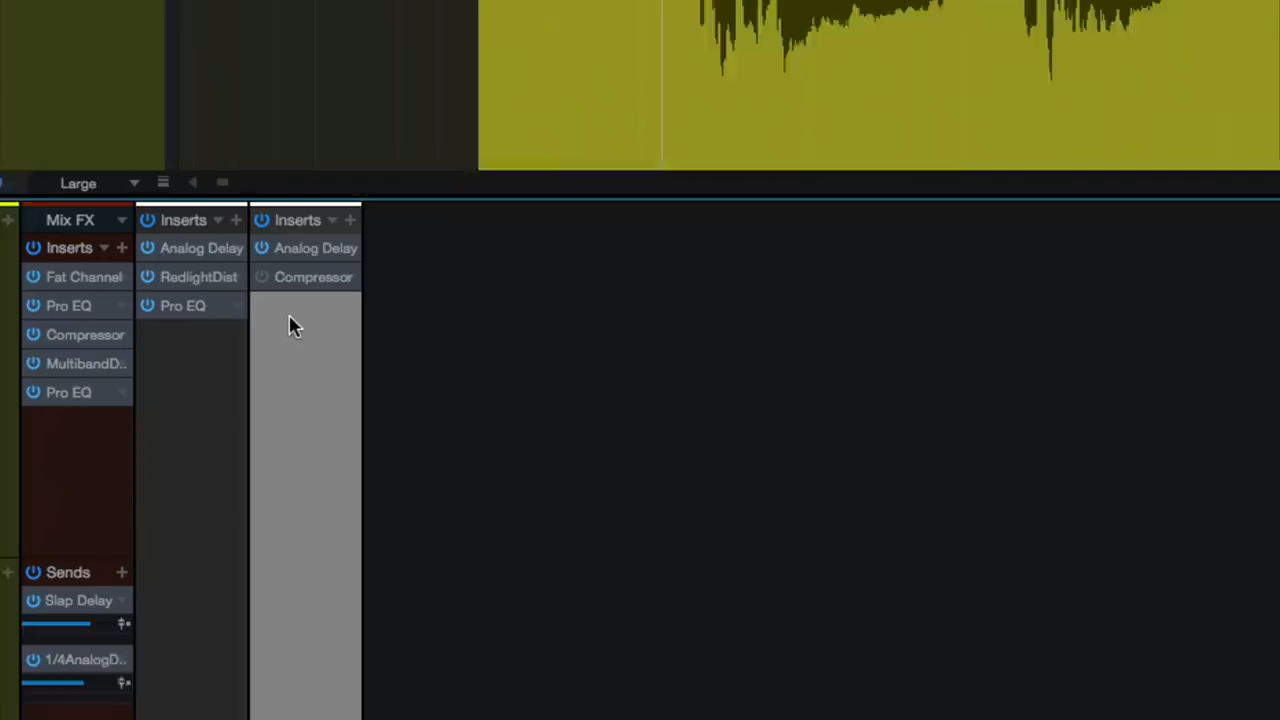 Large
Mix FX
Inserts
Fat Channel
Pro EQ
Compressor
MultibandD..
Pro EQ
Sends
Slap Delay
1/4AnalogD..
Inserts
Analog Delay
RedlightDist
Pro EQ
Inserts
Analog Delay
Compressor